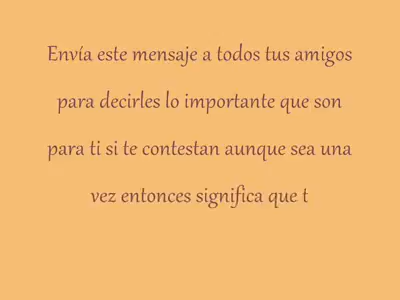 Envía este mensaje a todos tus amigos
para decirles lo importante que son
para ti si te contestan aunque sea una
vez entonces significa que t